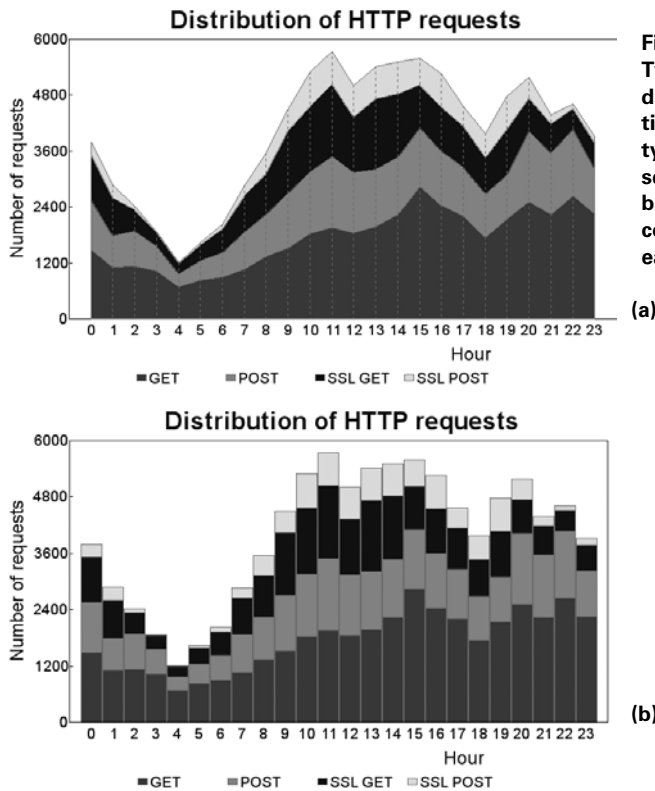 Distribution of HTTP requests
6000
4800
3600
2400
1200
0
Number of requests
0 1 2 3 4 5 6 7 8 9 10 11 12 13 14 15 16 17 18 19 20 21 22 23
Hour
GET POST SSL GET SSL POST
(a)
Distribution of HTTP requests
6000
4800
3600
2400
1200
0
Number of requests
0 1 2 3 4 5 6 7 8 9 10 11 12 13 14 15 16 17 18 19 20 21 22 23
Hour
GET POST SSL GET SSL POST
(b)